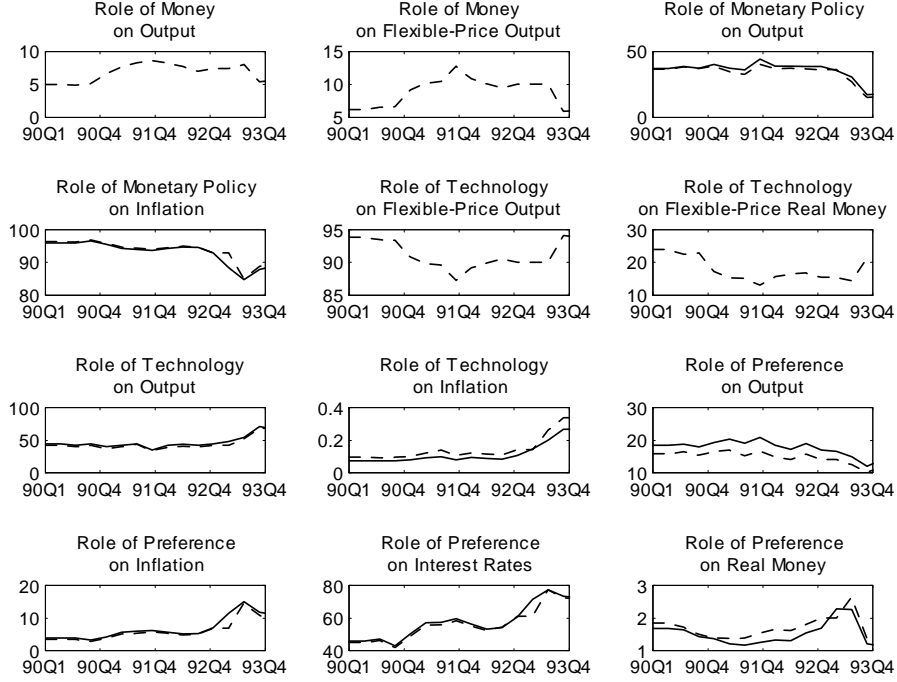 Role of Money
on Output
10
5
0
90Q1 90Q4 91Q4 92Q4 93Q4
Role of Money
on Flexible-Price Output
15
10
5
90Q1 90Q4 91Q4 92Q4 93Q4
Role of Monetary Policy
on Output
50
0
90Q1 90Q4 91Q4 92Q4 93Q4
Role of Monetary Policy
on Inflation
100
90
80
90Q1 90Q4 91Q4 92Q4 93Q4
Role of Technology
on Flexible-Price Output
95
90
85
90Q1 90Q4 91Q4 92Q4 93Q4
Role of Technology
on Flexible-Price Real Money
30
20
10
90Q1 90Q4 91Q4 92Q4 93Q4
Role of Technology
on Output
100
50
0
90Q1 90Q4 91Q4 92Q4 93Q4
Role of Technology
on Inflation
0.4
0.2
0
90Q1 90Q4 91Q4 92Q4 93Q4
Role of Preference
on Output
30
20
10
90Q1 90Q4 91Q4 92Q4 93Q4
Role of Preference
on Inflation
20
10
0
90Q1 90Q4 91Q4 92Q4 93Q4
Role of Preference
on Interest Rates
80
60
40
90Q1 90Q4 91Q4 92Q4 93Q4
Role of Preference
on Real Money
3
2
1
90Q1 90Q4 91Q4 92Q4 93Q4